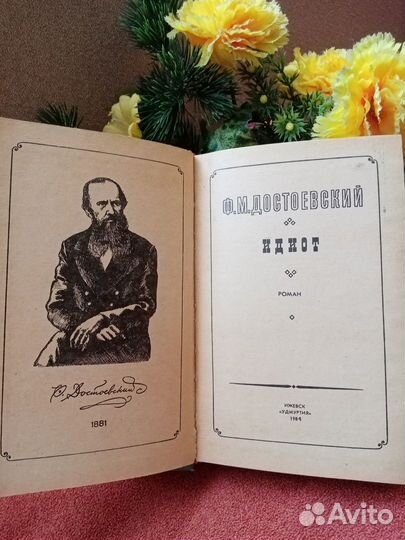 Ф. Достоевский
1881
Ф.М.ДОСТОЕВСКИЙ
ИДИОТ
РОМАН
ИЖЕВСК
«УДМУРТИЯ»
1984
Avito